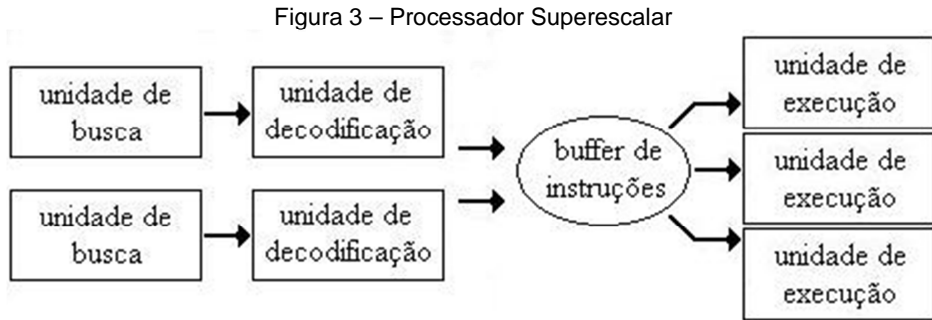 Figura 3 – Processador Superescalar
unidade de
busca
unidade de
decodificação
unidade de
busca
unidade de
decodificação
buffer de
instruções
unidade de
execução
unidade de
execução
unidade de
execução